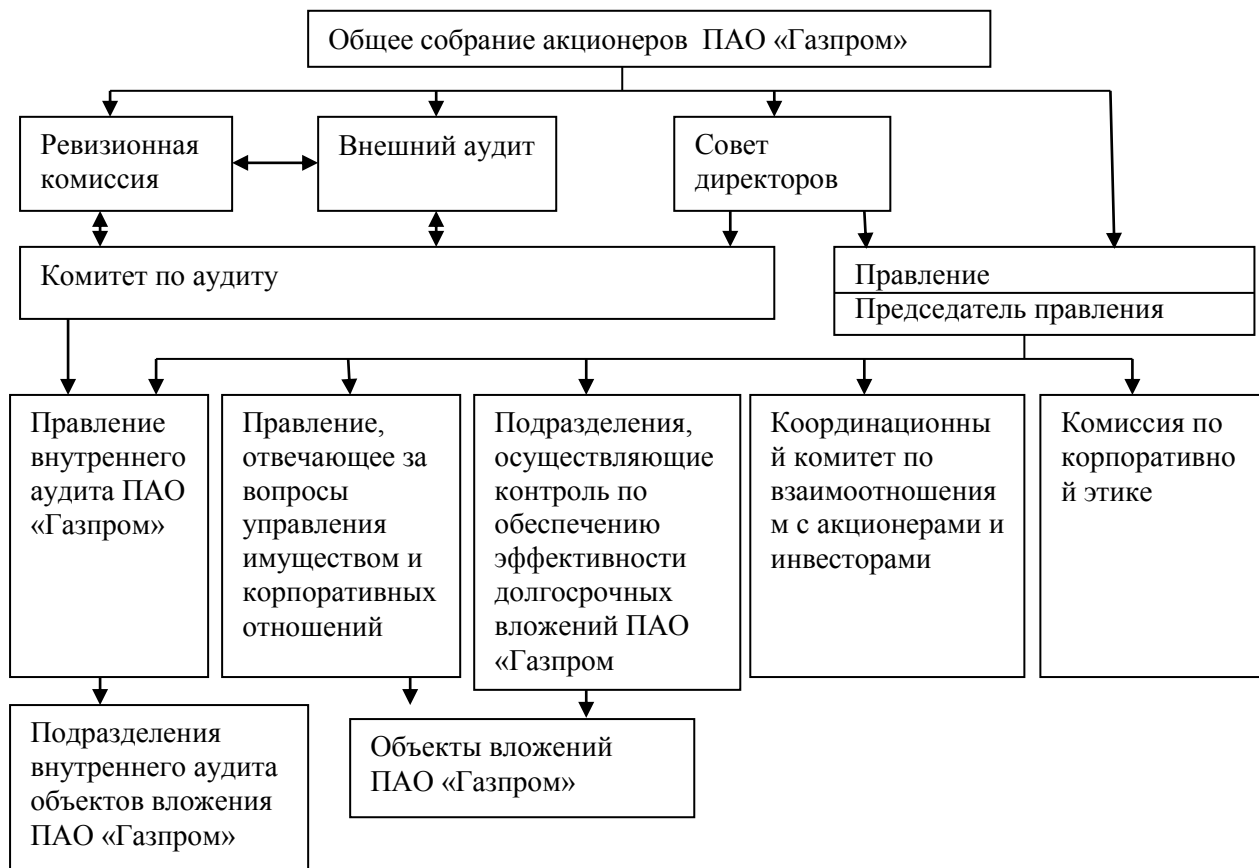 Общее собрание акционеров ПАО «Газпром»
Ревизионная
комиссия
Внешний аудит
Совет
директоров
Комитет по аудиту
Правление
Председатель правления
Правление
внутреннего
аудита ПАО
«Газпром»
Правление,
отвечающее за
вопросы
управления
имуществом и
корпоративных
отношений
Подразделения,
осуществляющие
контроль по
обеспечению
эффективности
долгосрочных
вложений ПАО
«Газпром
Координационны
й комитет по
взаимоотношения
м с акционерами и
инвесторами
Комиссия по
корпоративно
й этике
Подразделения
внутреннего аудита
объектов вложения
ПАО «Газпром»
Объекты вложений
ПАО «Газпром»